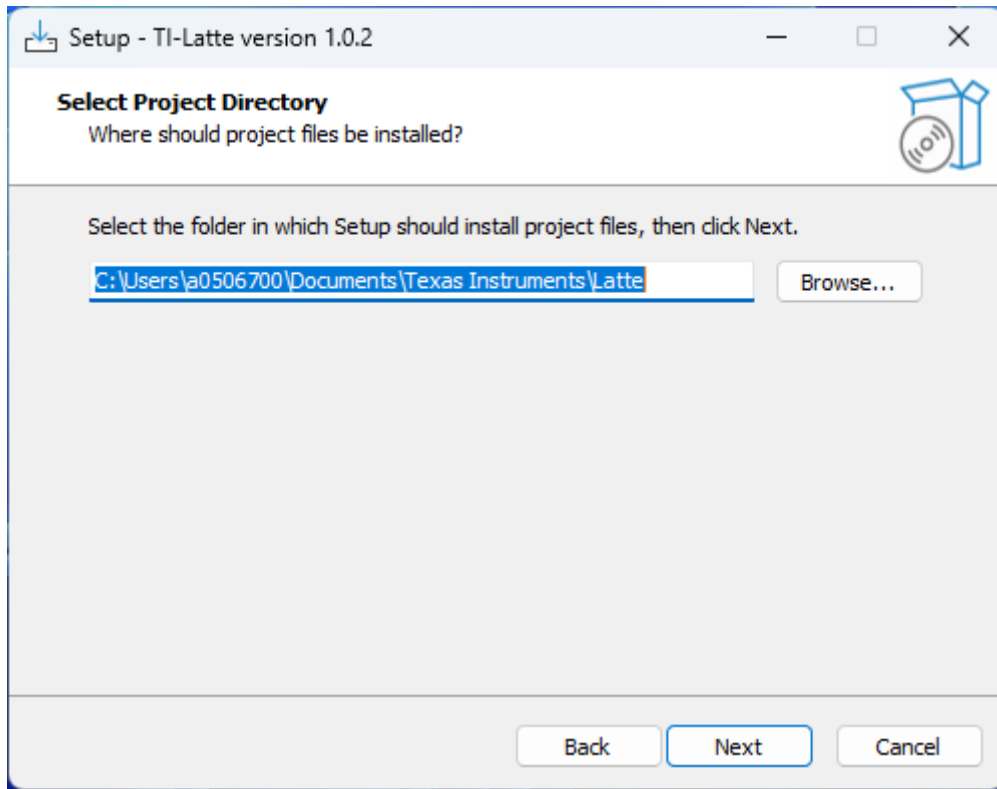 Setup - TI-Latte version 1.0.2
Select Project Directory
Where should project files be installed?
Select the folder in which Setup should install project files, then click Next.
C:\Users\a0506700\Documents\Texas Instruments\Latte
Browse...
Back
Next
Cancel